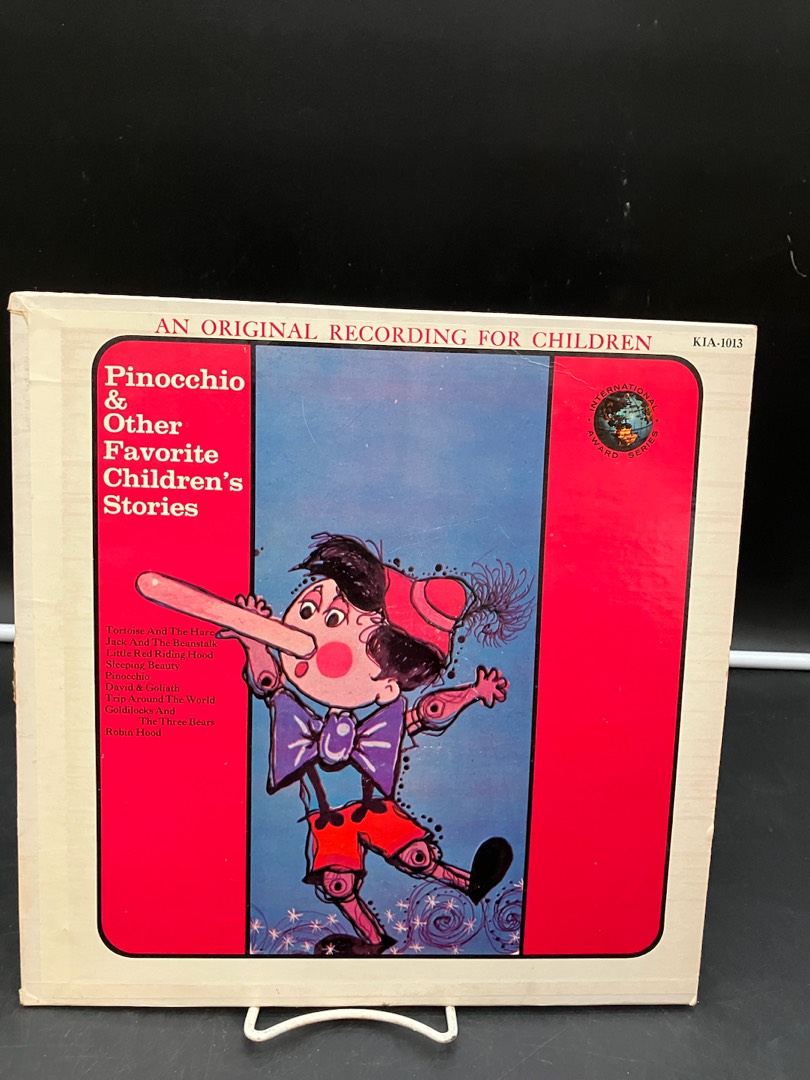 AN ORIGINAL RECORDING FOR CHILDREN
KIA-1013
Pinocchio
&
Other
Favorite
Children's
Stories
INTERNATIONAL
AWARD SERIES
Tortoise And The Hare
Jack And The Beanstalk
Little Red Riding Hood
Sleeping Beauty
Pinocchio
David & Goliath
Trip Around The World
Goldilocks And
The Three Bears
Robin Hood